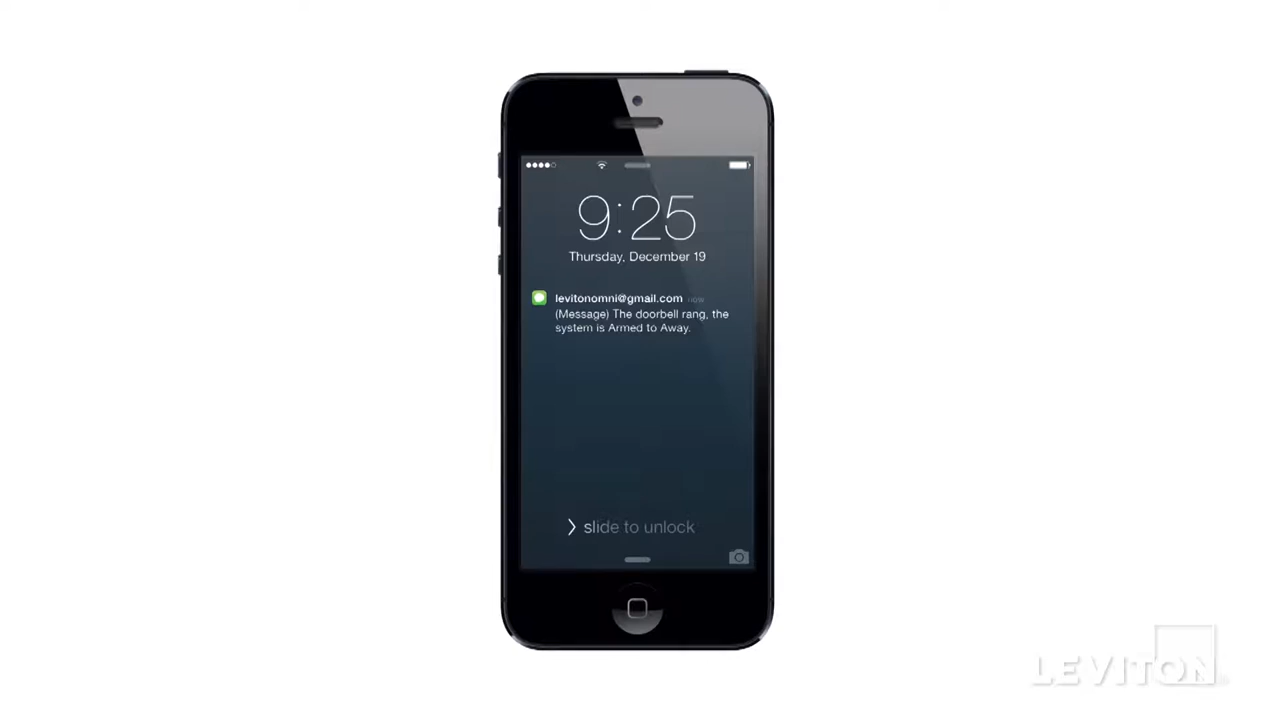 9:25
Thursday, December 19
levitonomni@gmail.com now
(Message) The doorbell rang, the
system is Armed to Away.
slide to unlock
LEVITON